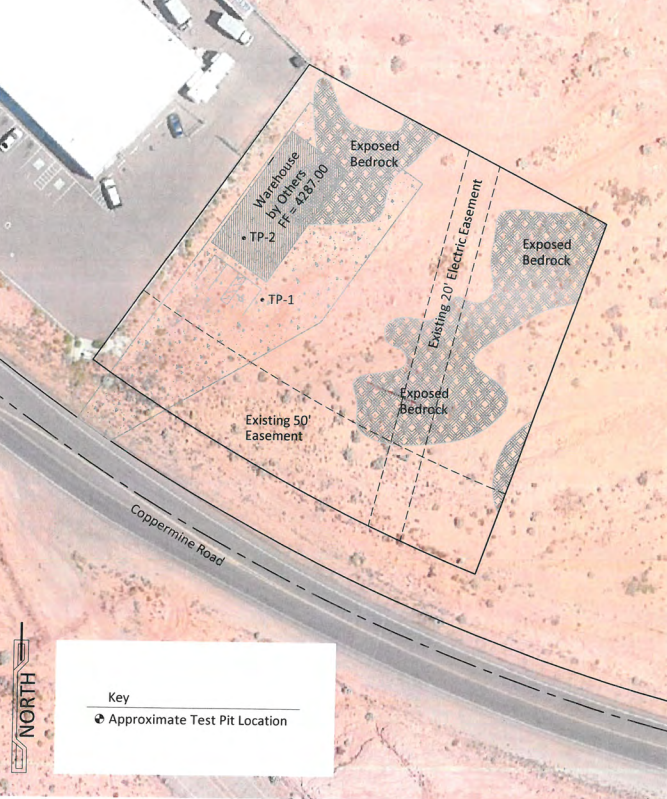 Exposed
Bedrock
Warehouse
by Others
FF = 4287.00
TP-2
TP-1
Existing 20' Electric Easement
Exposed
Bedrock
Exposed
Bedrock
Existing 50'
Easement
Coppermine Road
NORTH
Key
Approximate Test Pit Location